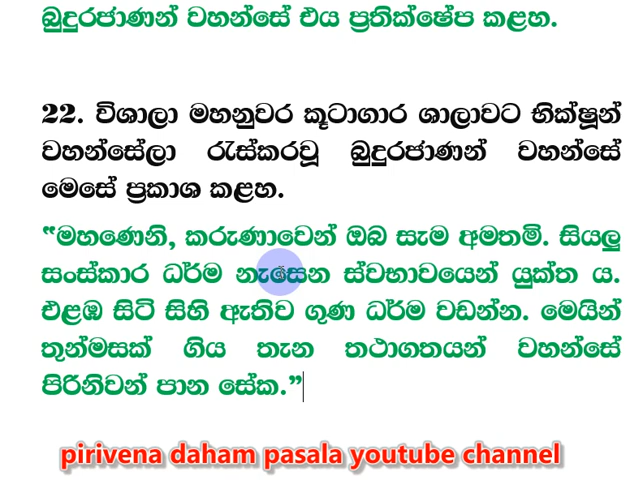 බුදුරජාණන් වහන්සේ එය ප්‍රතික්ෂේප කළහ.
22. විශාලා මහනුවර කූටාගාර ශාලාවට භික්ෂූන්
වහන්සේලා රැස්කරවූ බුදුරජාණන් වහන්සේ
මෙසේ ප්‍රකාශ කළහ.
“මහණෙනි, කරුණාවෙන් ඔබ සැම අමතමි. සියලු
සංස්කාර ධර්ම නැසෙන ස්වභාවයෙන් යුක්ත ය.
එළඹ සිටි සිහි ඇතිව ගුණ ධර්ම වඩන්න. මෙයින්
තුන්මසක් ගිය තැන තථාගතයන් වහන්සේ
පිරිනිවන් පාන සේක.”
pirivena daham pasala youtube channel